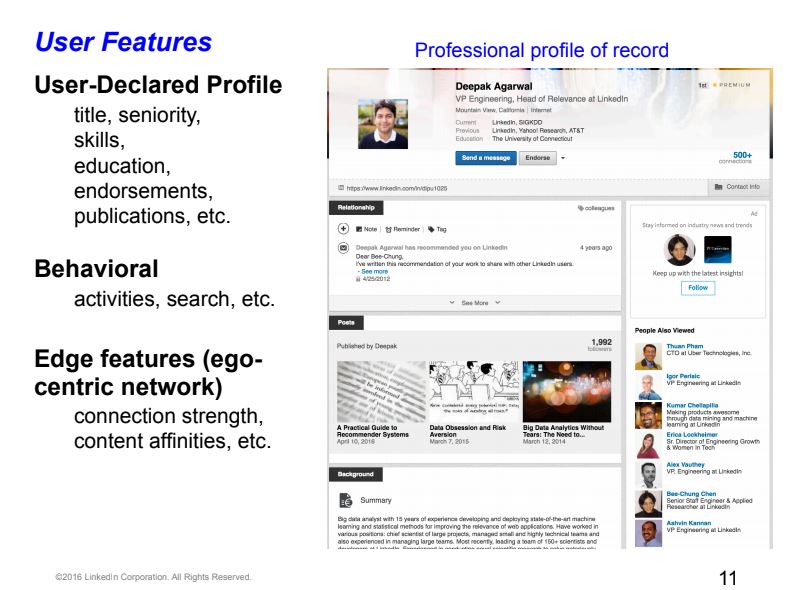 User Features
Professional profile of record
User-Declared Profile
title, seniority,
skills,
education,
endorsements,
publications, etc.
Behavioral
activities, search, etc.
Edge features (ego-
centric network)
connection strength,
content affinities, etc.
Deepak Agarwal
1st PREMIUM
VP Engineering, Head of Relevance at LinkedIn
Mountain View, California | Internet
Current LinkedIn, SIGKDD
Previous LinkedIn, Yahoo! Research, AT&T
Education The University of Connecticut
Send a message Endorse
500+
connections
https://www.linkedin.com/in/dipu1025
Contact Info
Relationship
colleagues
Note | Reminder | Tag
Deepak Agarwal has recommended you on LinkedIn 4 years ago
Dear Bee-Chung,
I've written this recommendation of your work to share with other LinkedIn users.
• See more
4/25/2012
See More
Posts
Published by Deepak
1,992
followers
A Practical Guide to
Recommender Systems
April 10, 2016
Data Obsession and Risk
Aversion
March 7, 2015
Big Data Analytics Without
Tears: The Need to...
March 12, 2014
Background
Summary
Big data analyst with 15 years of experience developing and deploying state-of-the-art machine
learning and statistical methods for improving the relevance of web applications. Have worked in
various positions: chief scientist of large projects, managed small and highly technical teams and
also experienced in managing large teams. Most recently, leading a team of 150+ scientists and
Ad
Stay informed on industry news and trends
Keep up with the latest insights!
Follow
People Also Viewed
Thuan Pham
CTO at Uber Technologies, Inc.
Igor Perisic
VP Engineering at LinkedIn
Kumar Chellapilla
Making products awesome
through data mining and machine
learning at LinkedIn
Erica Lockheimer
Sr. Director of Engineering Growth
& Women In Tech
Alex Vauthey
VP, Engineering at LinkedIn
Bee-Chung Chen
Senior Staff Engineer & Applied
Researcher at LinkedIn
Ashvin Kannan
VP Engineering at LinkedIn
©2016 LinkedIn Corporation. All Rights Reserved.
11